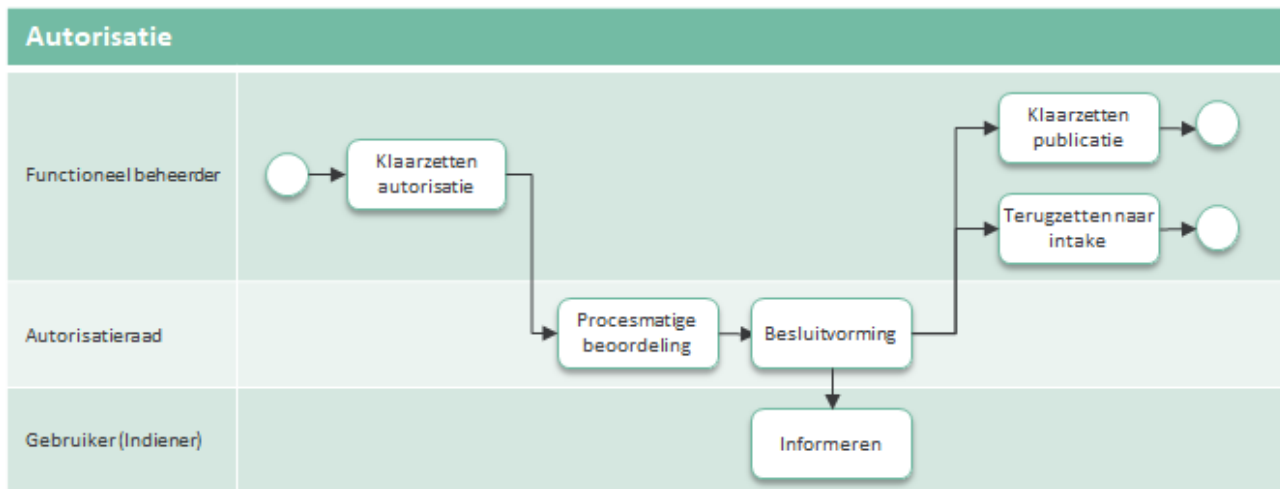 Autorisatie
Functioneel beheerder
Klaarzetten
autorisatie
Klaarzetten
publicatie
Terugzetten naar
intake
Autorisatieraad
Procesmatige
beoordeling
Besluitvorming
Gebruiker (Indiener)
Informeren